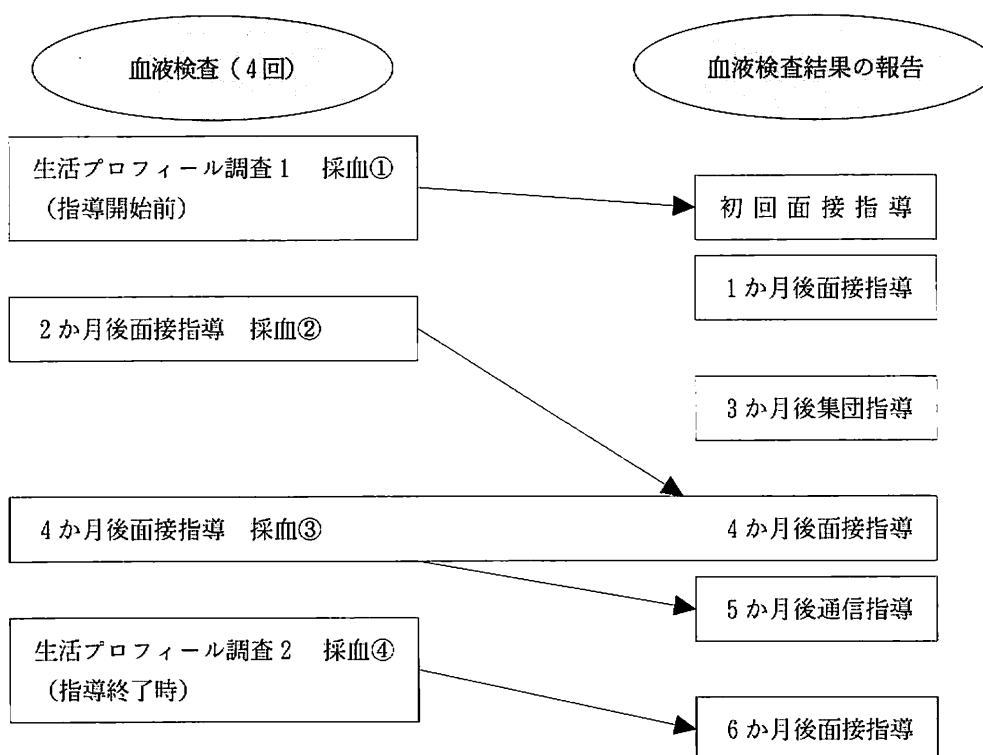 血液検査(4回)
血液検査結果の報告
生活プロフィール調査1 採血①
(指導開始前)
初回面接指導
1か月後面接指導
2か月後面接指導 採血②
3か月後集団指導
4か月後面接指導 採血③
4か月後面接指導
5か月後通信指導
生活プロフィール調査2 採血④
(指導終了時)
6か月後面接指導